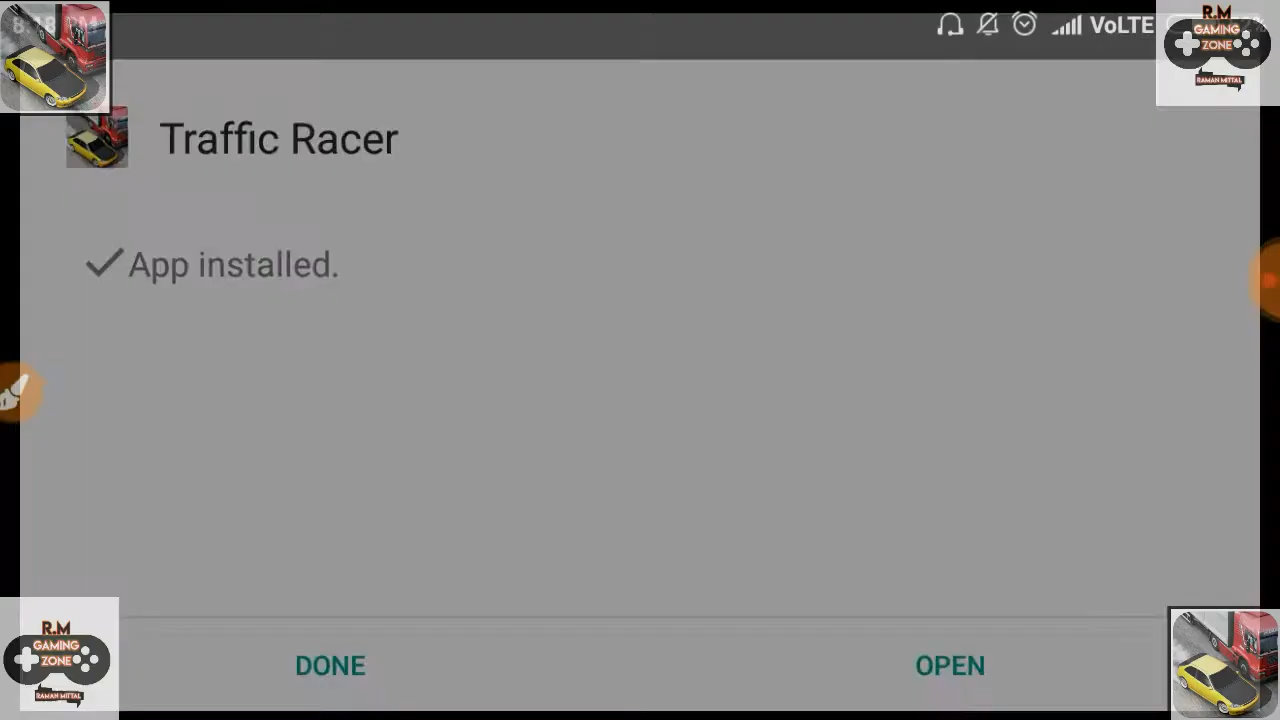 VoLTE
R.M
GAMING
ZONE
RAMAN MITTAL
Traffic Racer
App installed.
R.M
GAMING
ZONE
RAMAN MITTAL
DONE
OPEN